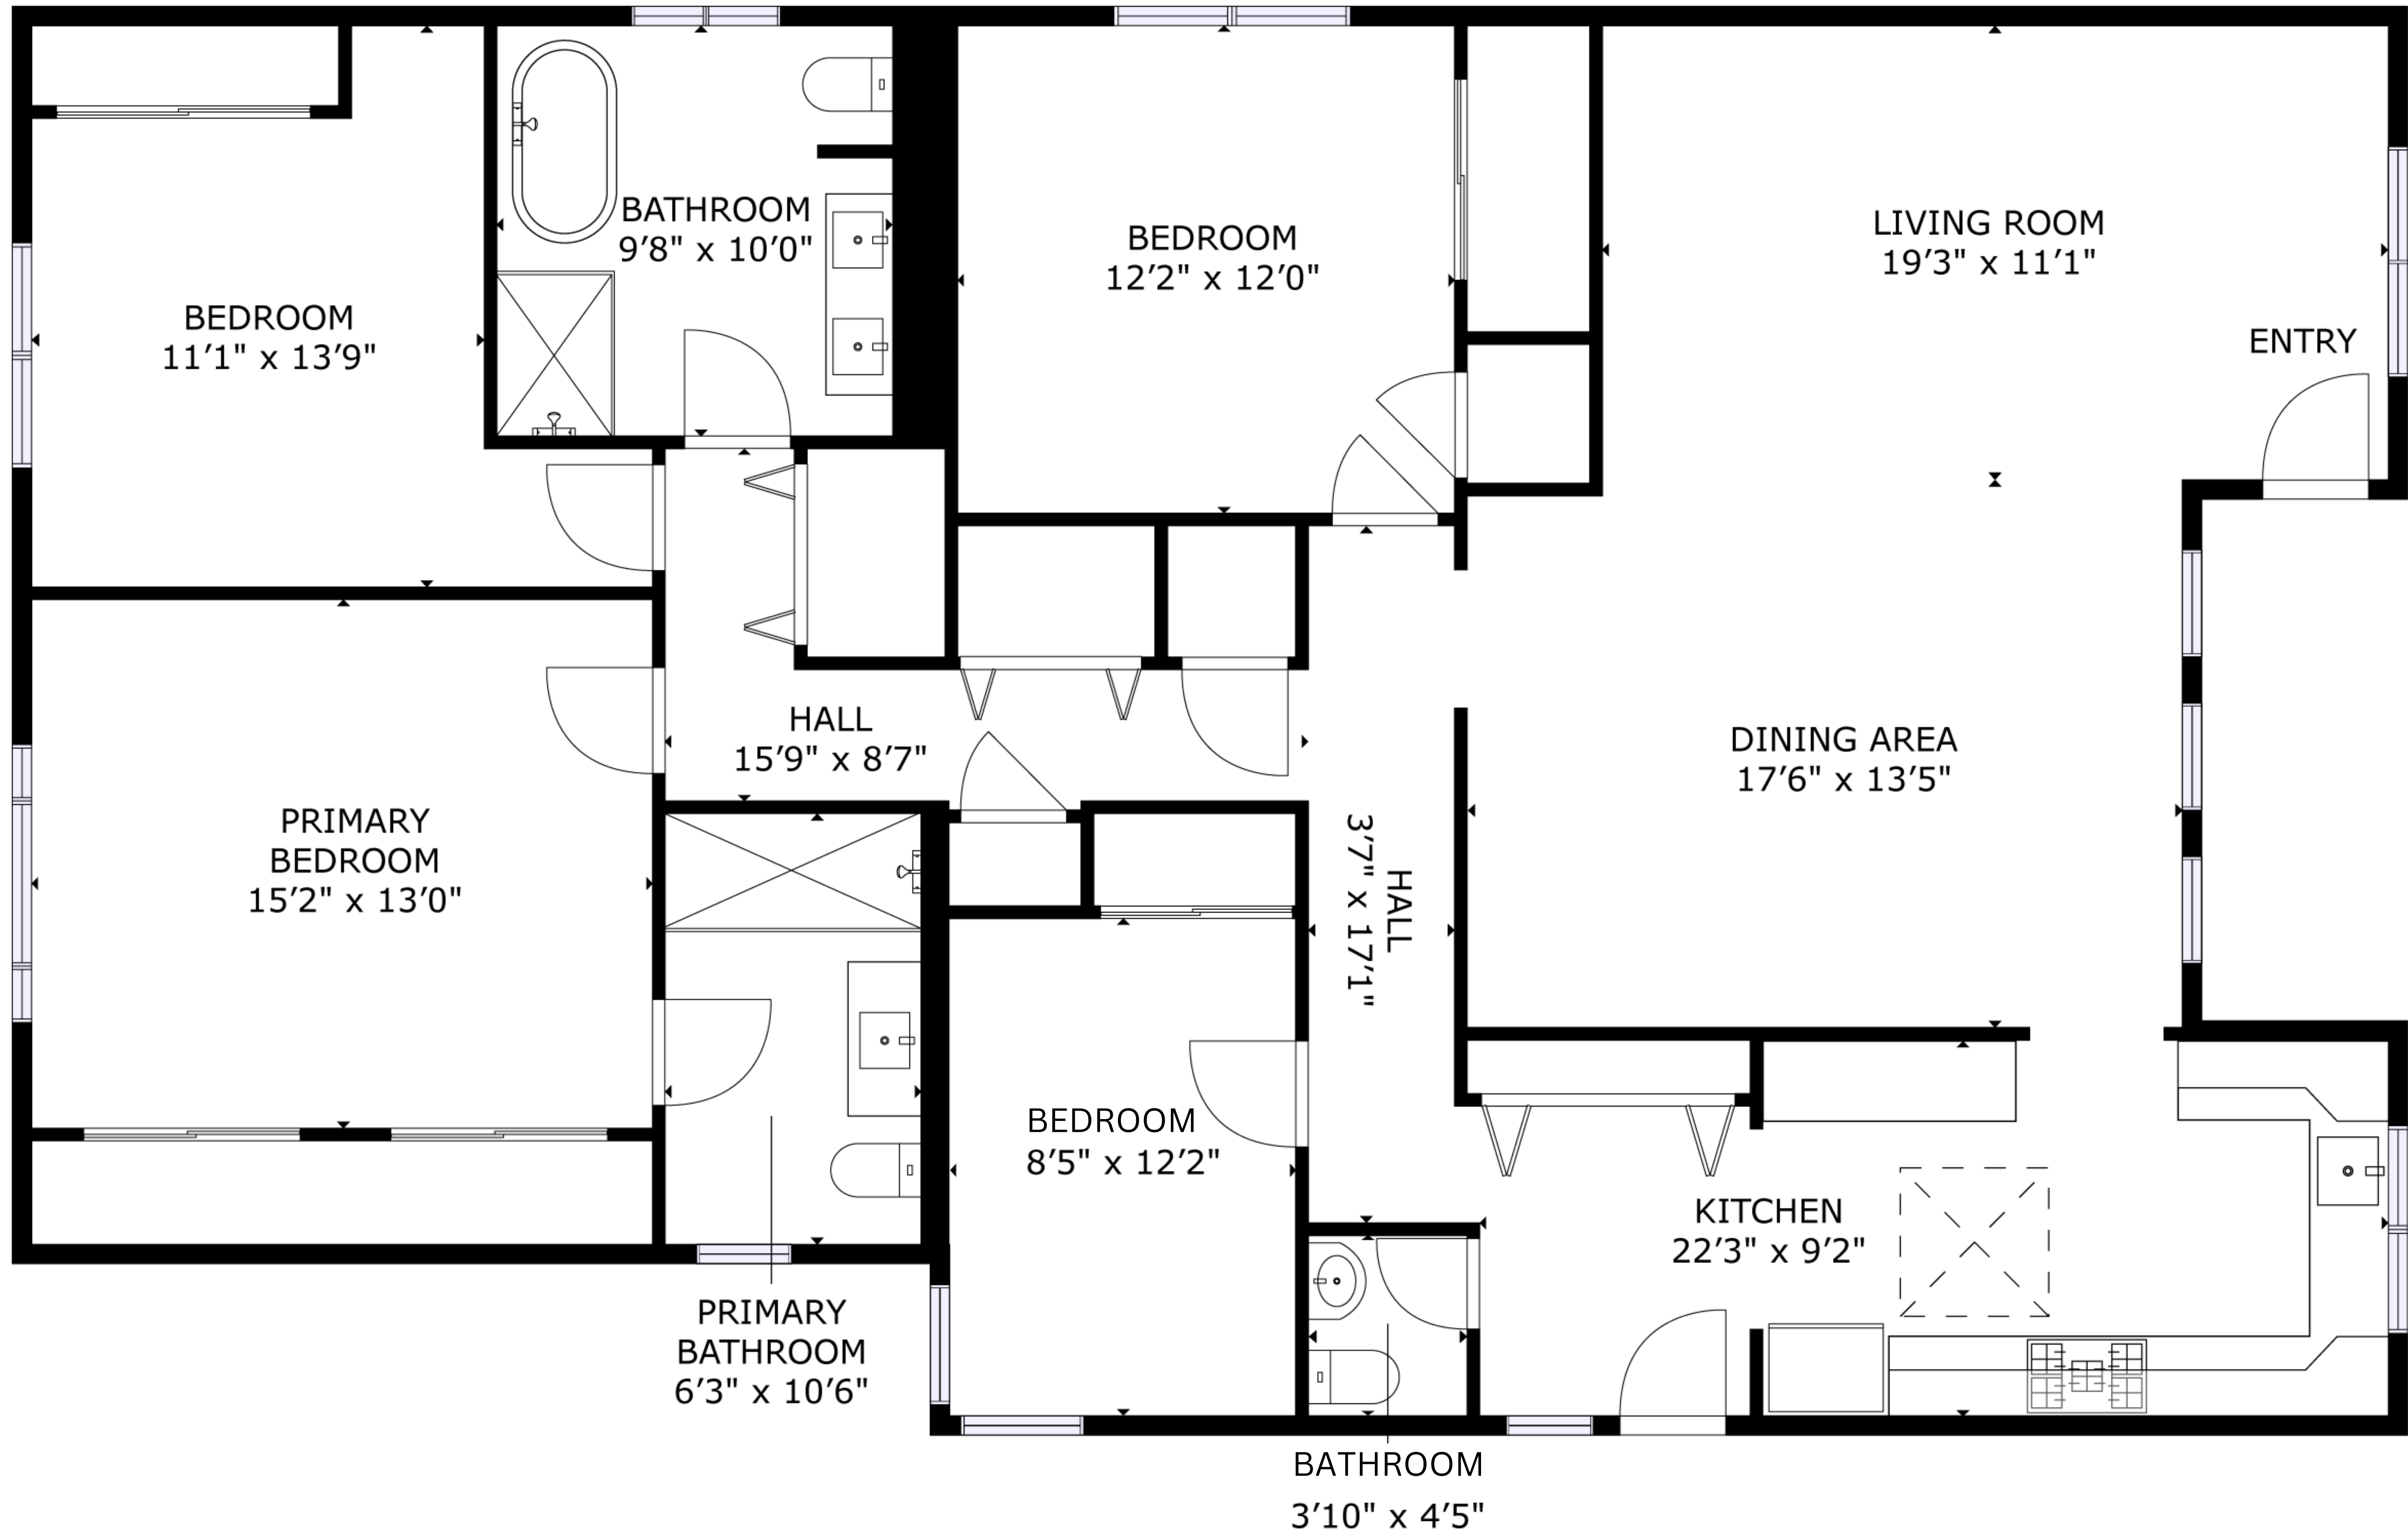 BATHROOM
9'8" x 10'0"
BEDROOM
12'2" x 12'0"
LIVING ROOM
19'3" x 11'1"
BEDROOM
11'1" x 13'9"
ENTRY
HALL
15'9" x 8'7"
DINING AREA
17'6" x 13'5"
PRIMARY
BEDROOM
15'2" x 13'0"
HALL
3'7" x 17'1"
BEDROOM
8'5" x 12'2"
KITCHEN
22'3" x 9'2"
PRIMARY
BATHROOM
6'3" x 10'6"
BATHROOM
3'10" x 4'5"